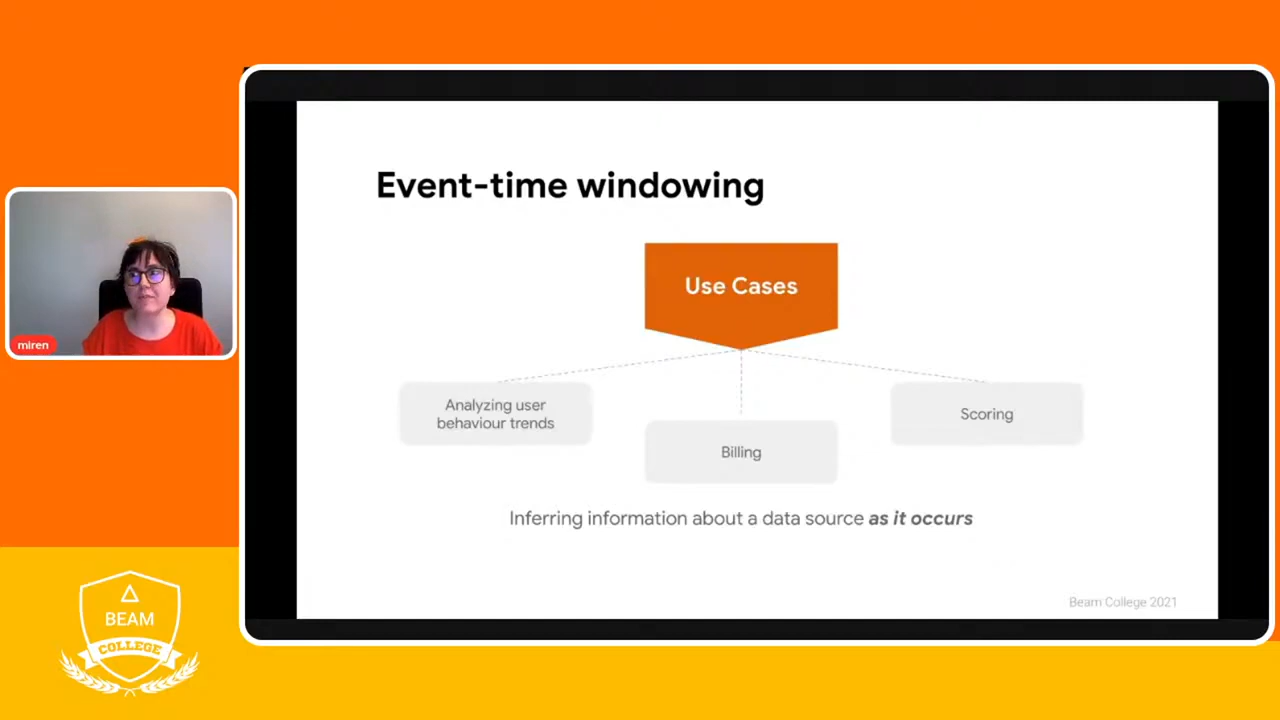 Event-time windowing
Use Cases
Analyzing user
behaviour trends
Billing
Scoring
Inferring information about a data source as it occurs
Beam College 2021
miren
BEAM
COLLEGE